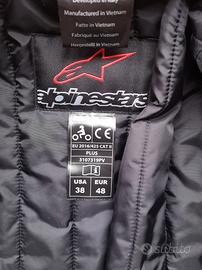 Developed in Italy
Manufactured in Vietnam
Fatto in Vietnam
Fabriqué au Vietnam
Hergestellt in Vietnam
alpinestars
EU 2016/425 CAT II
PLUS
3107319PV
i
USA EUR
38 48
subito